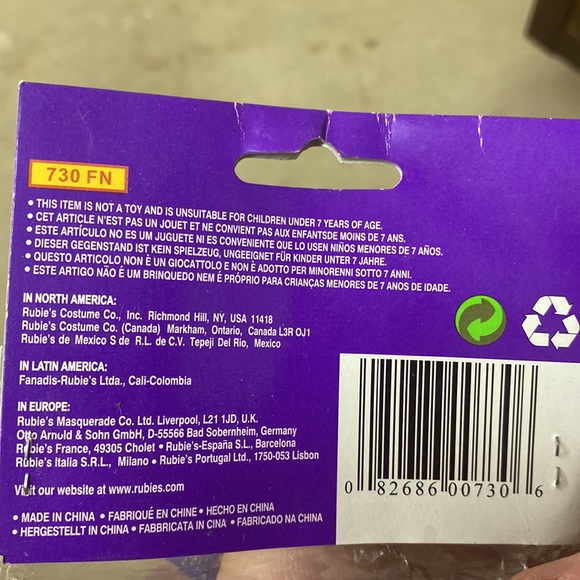 730 FN
• THIS ITEM IS NOT A TOY AND IS UNSUITABLE FOR CHILDREN UNDER 7 YEARS OF AGE.
• CET ARTICLE N'EST PAS UN JOUET ET NE CONVIENT PAS AUX ENFANTSDE MOINS DE 7 ANS.
• ESTE ARTÍCULO NO ES UM JUGUETE NI ES CONVENIENTE QUE LO USEN NIÑOS MENORES DE 7 AÑOS.
• DIESER GEGENSTAND IST KEIN SPIELZEUG, UNGEEIGNET FÜR KINDER UNTER 7 JAHRE.
• QUESTO ARTICOLO NON È UN GIOCATTOLO E NON È ADOTTO PER MINORENNI SOTTO 7 ANNI.
• ESTE ARTIGO NÃO É UM BRINQUEDO NEM É PRÓPRIO PARA CRIANÇAS MENORES DE 7 ANOS DE IDADE.
IN NORTH AMERICA:
Rubie's Costume Co., Inc. Richmond Hill, NY, USA 11418
Rubie's Costume Co. (Canada) Markham, Ontario, Canada L3R OJ1
Rubie's de Mexico S de R.L. de C.V. Tepeji Del Rio, Mexico
IN LATIN AMERICA:
Fanadis-Rubie's Ltda., Cali-Colombia
IN EUROPE:
Rubie's Masquerade Co. Ltd. Liverpool, L21 1JD, U.K.
Otto Arnuld & Sohn GmbH, D-55566 Bad Sobernheim, Germany
Rubie's France, 49305 Cholet • Rubie's-España S.L., Barcelona
Rubie's Italia S.R.L., Milano • Rubie's Portugal Ltd., 1750-053 Lisbon
Visit our website at www.rubies.com
• MADE IN CHINA • FABRIQUÉ EN CHINE • HECHO EN CHINA
• HERGESTELLT IN CHINA • FABBRICATA IN CINA • FABRICADO NA CHINA
0 82686 00730 6